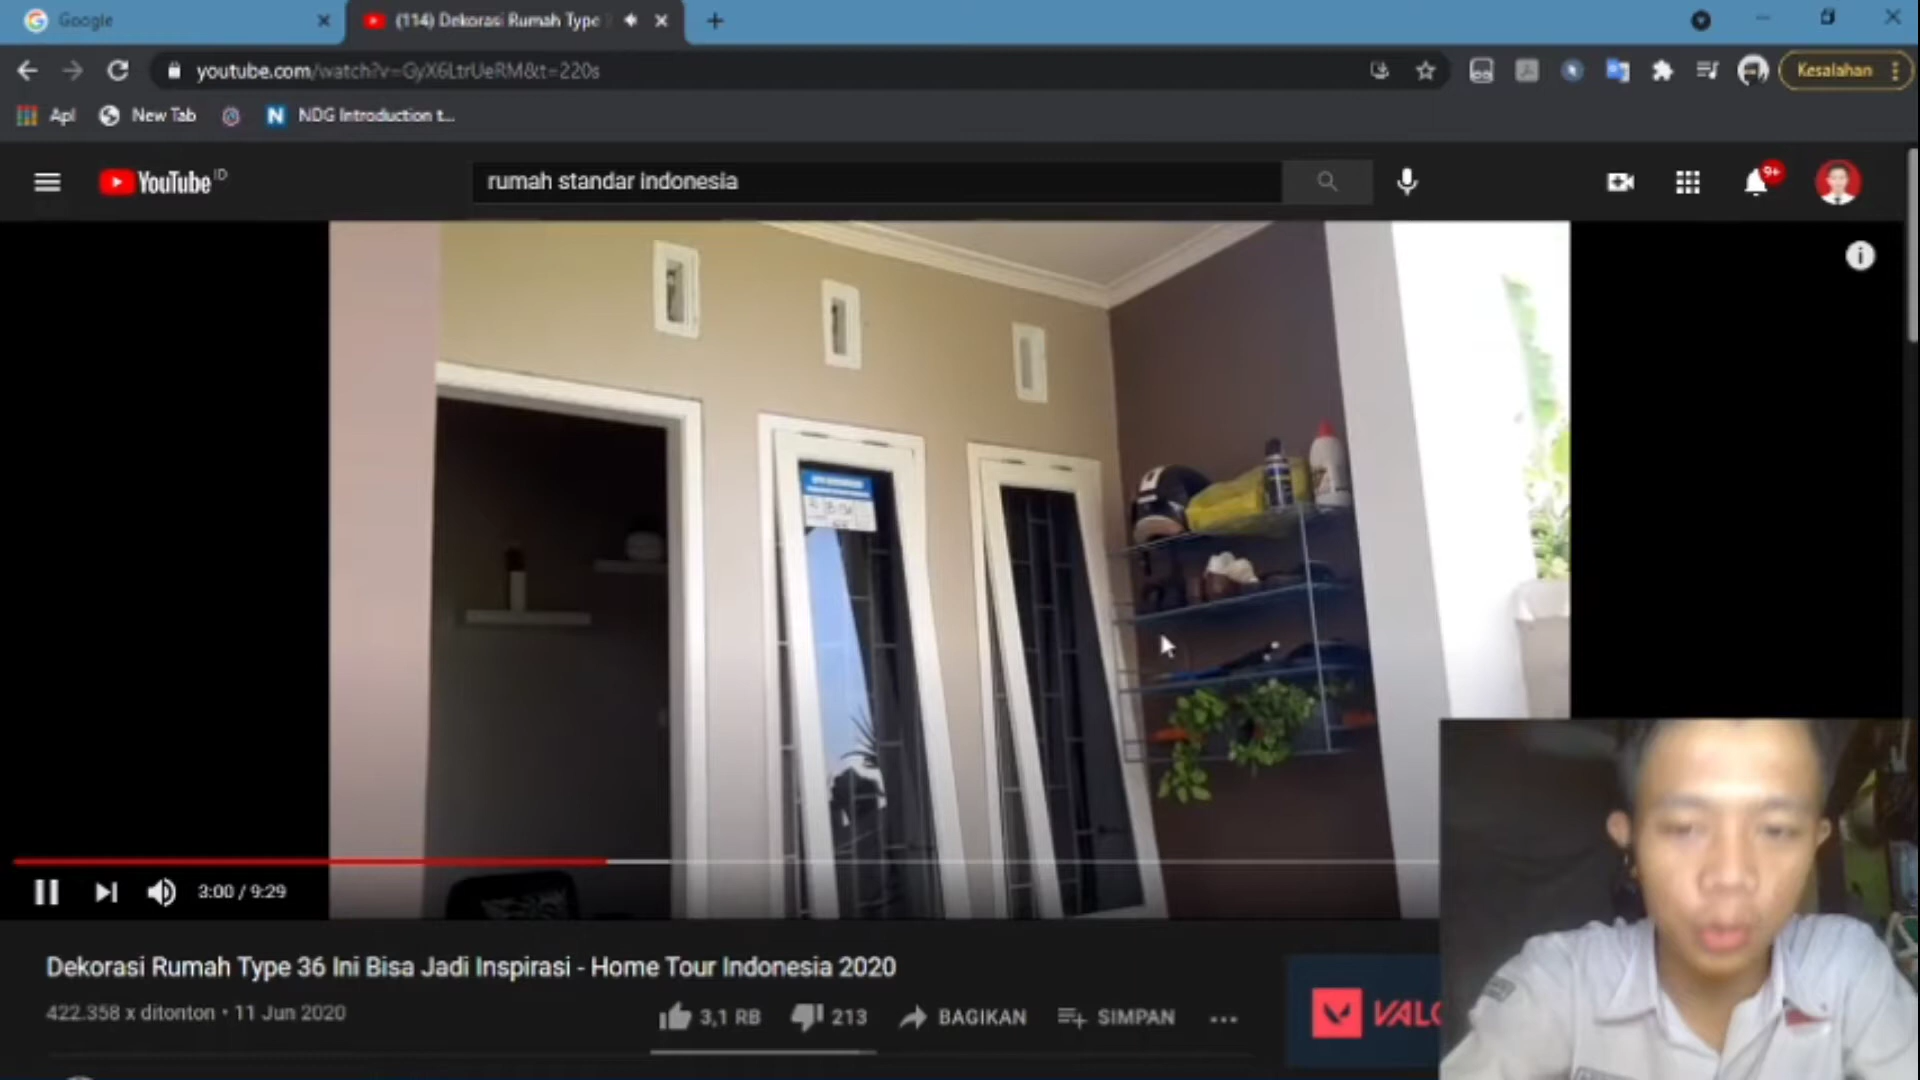 Google
(114) Dekorasi Rumah Type
youtube.com/watch?v=GyX6LtrUeRM&t=220s
Kesalahan
Apl
New Tab
NDG Introduction t...
YouTube ID
rumah standar indonesia
9+
3:00 / 9:29
Dekorasi Rumah Type 36 Ini Bisa Jadi Inspirasi - Home Tour Indonesia 2020
422.358 x ditonton • 11 Jun 2020
3,1 RB
213
BAGIKAN
SIMPAN
VALO